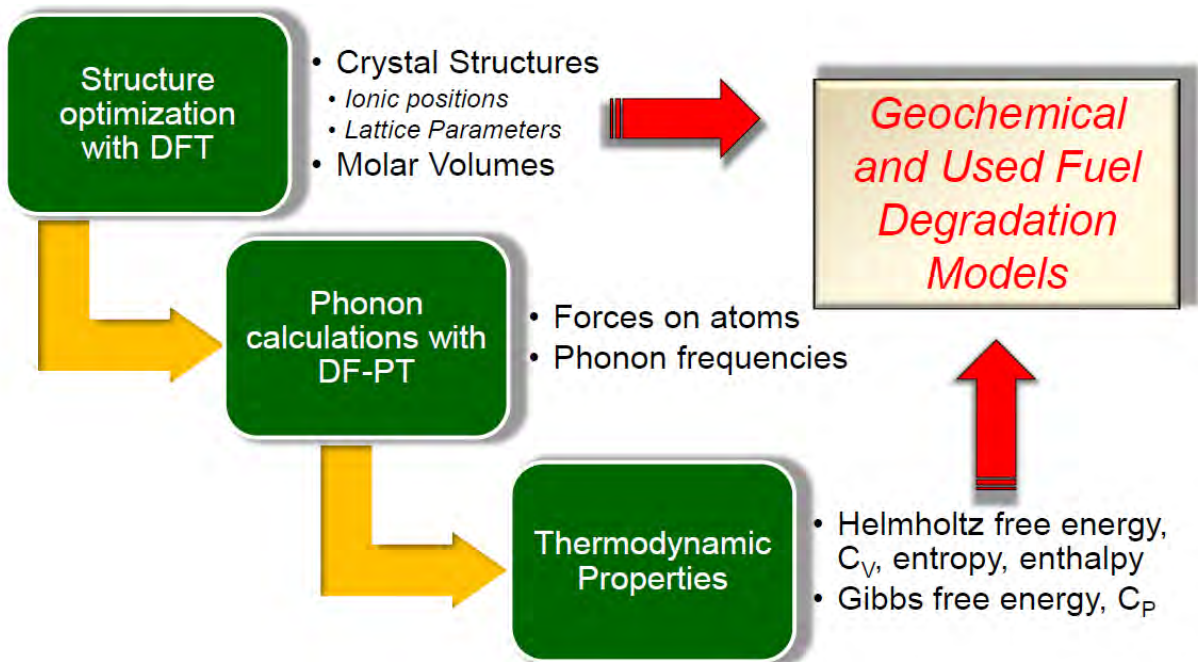 Structure
optimization
with DFT
• Crystal Structures
• Ionic positions
• Lattice Parameters
• Molar Volumes
Geochemical
and Used Fuel
Degradation
Models
Phonon
calculations with
DF-PT
• Forces on atoms
• Phonon frequencies
Thermodynamic
Properties
• Helmholtz free energy,
C_V, entropy, enthalpy
• Gibbs free energy, C_P